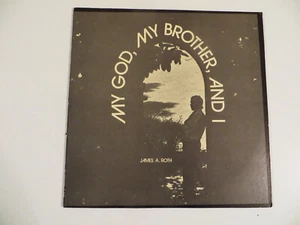 MY GOD, MY BROTHER, AND I
JAMES A. ROTH